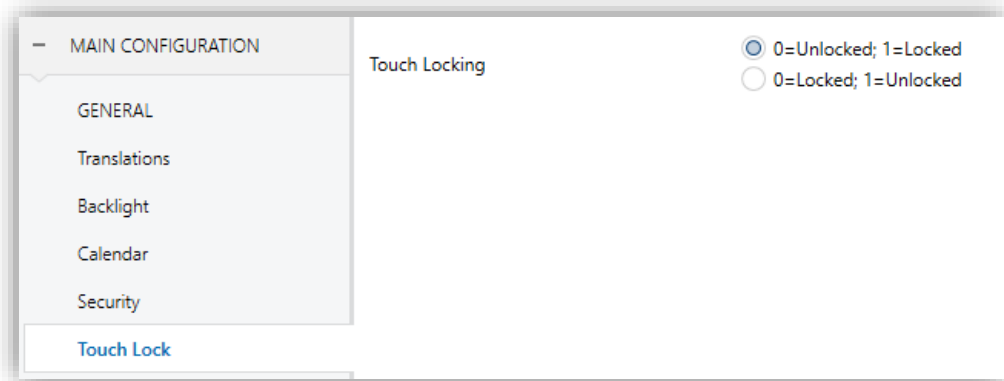 MAIN CONFIGURATION
GENERAL
Translations
Backlight
Calendar
Security
Touch Lock
Touch Locking
0=Unlocked; 1=Locked
0=Locked; 1=Unlocked